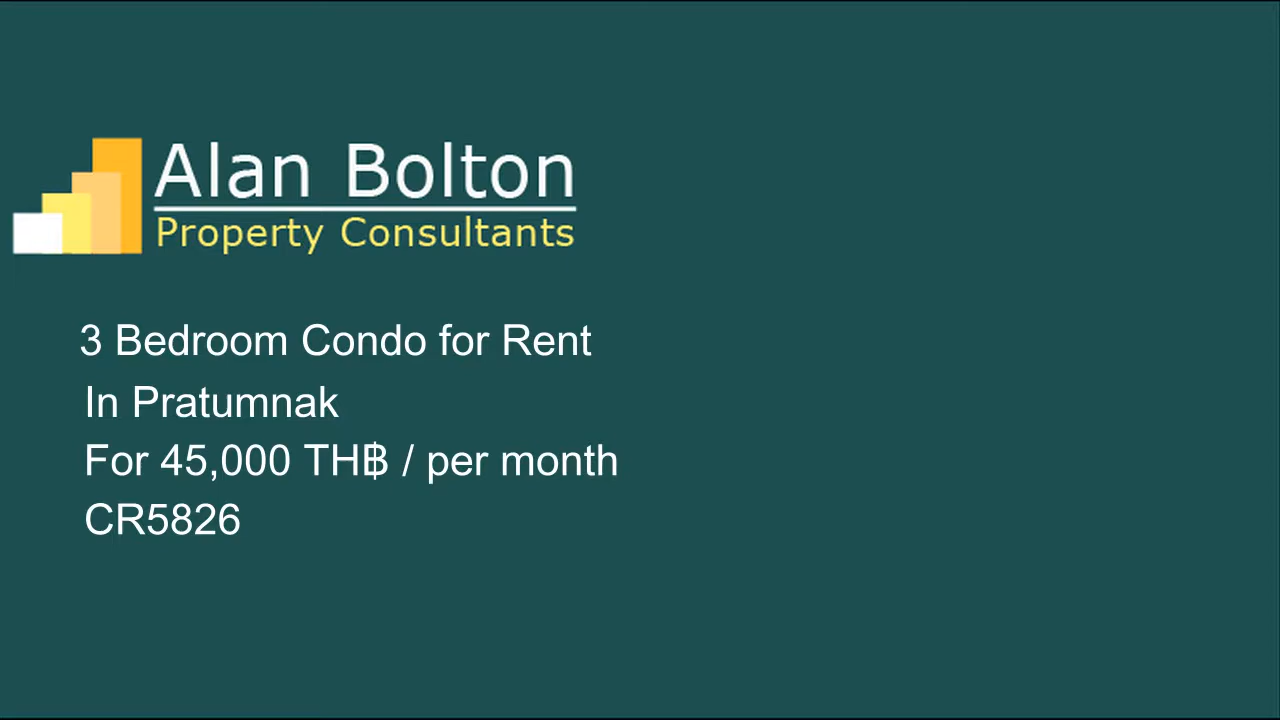 Alan Bolton
Property Consultants
3 Bedroom Condo for Rent
In Pratumnak
For 45,000 TH฿ / per month
CR5826